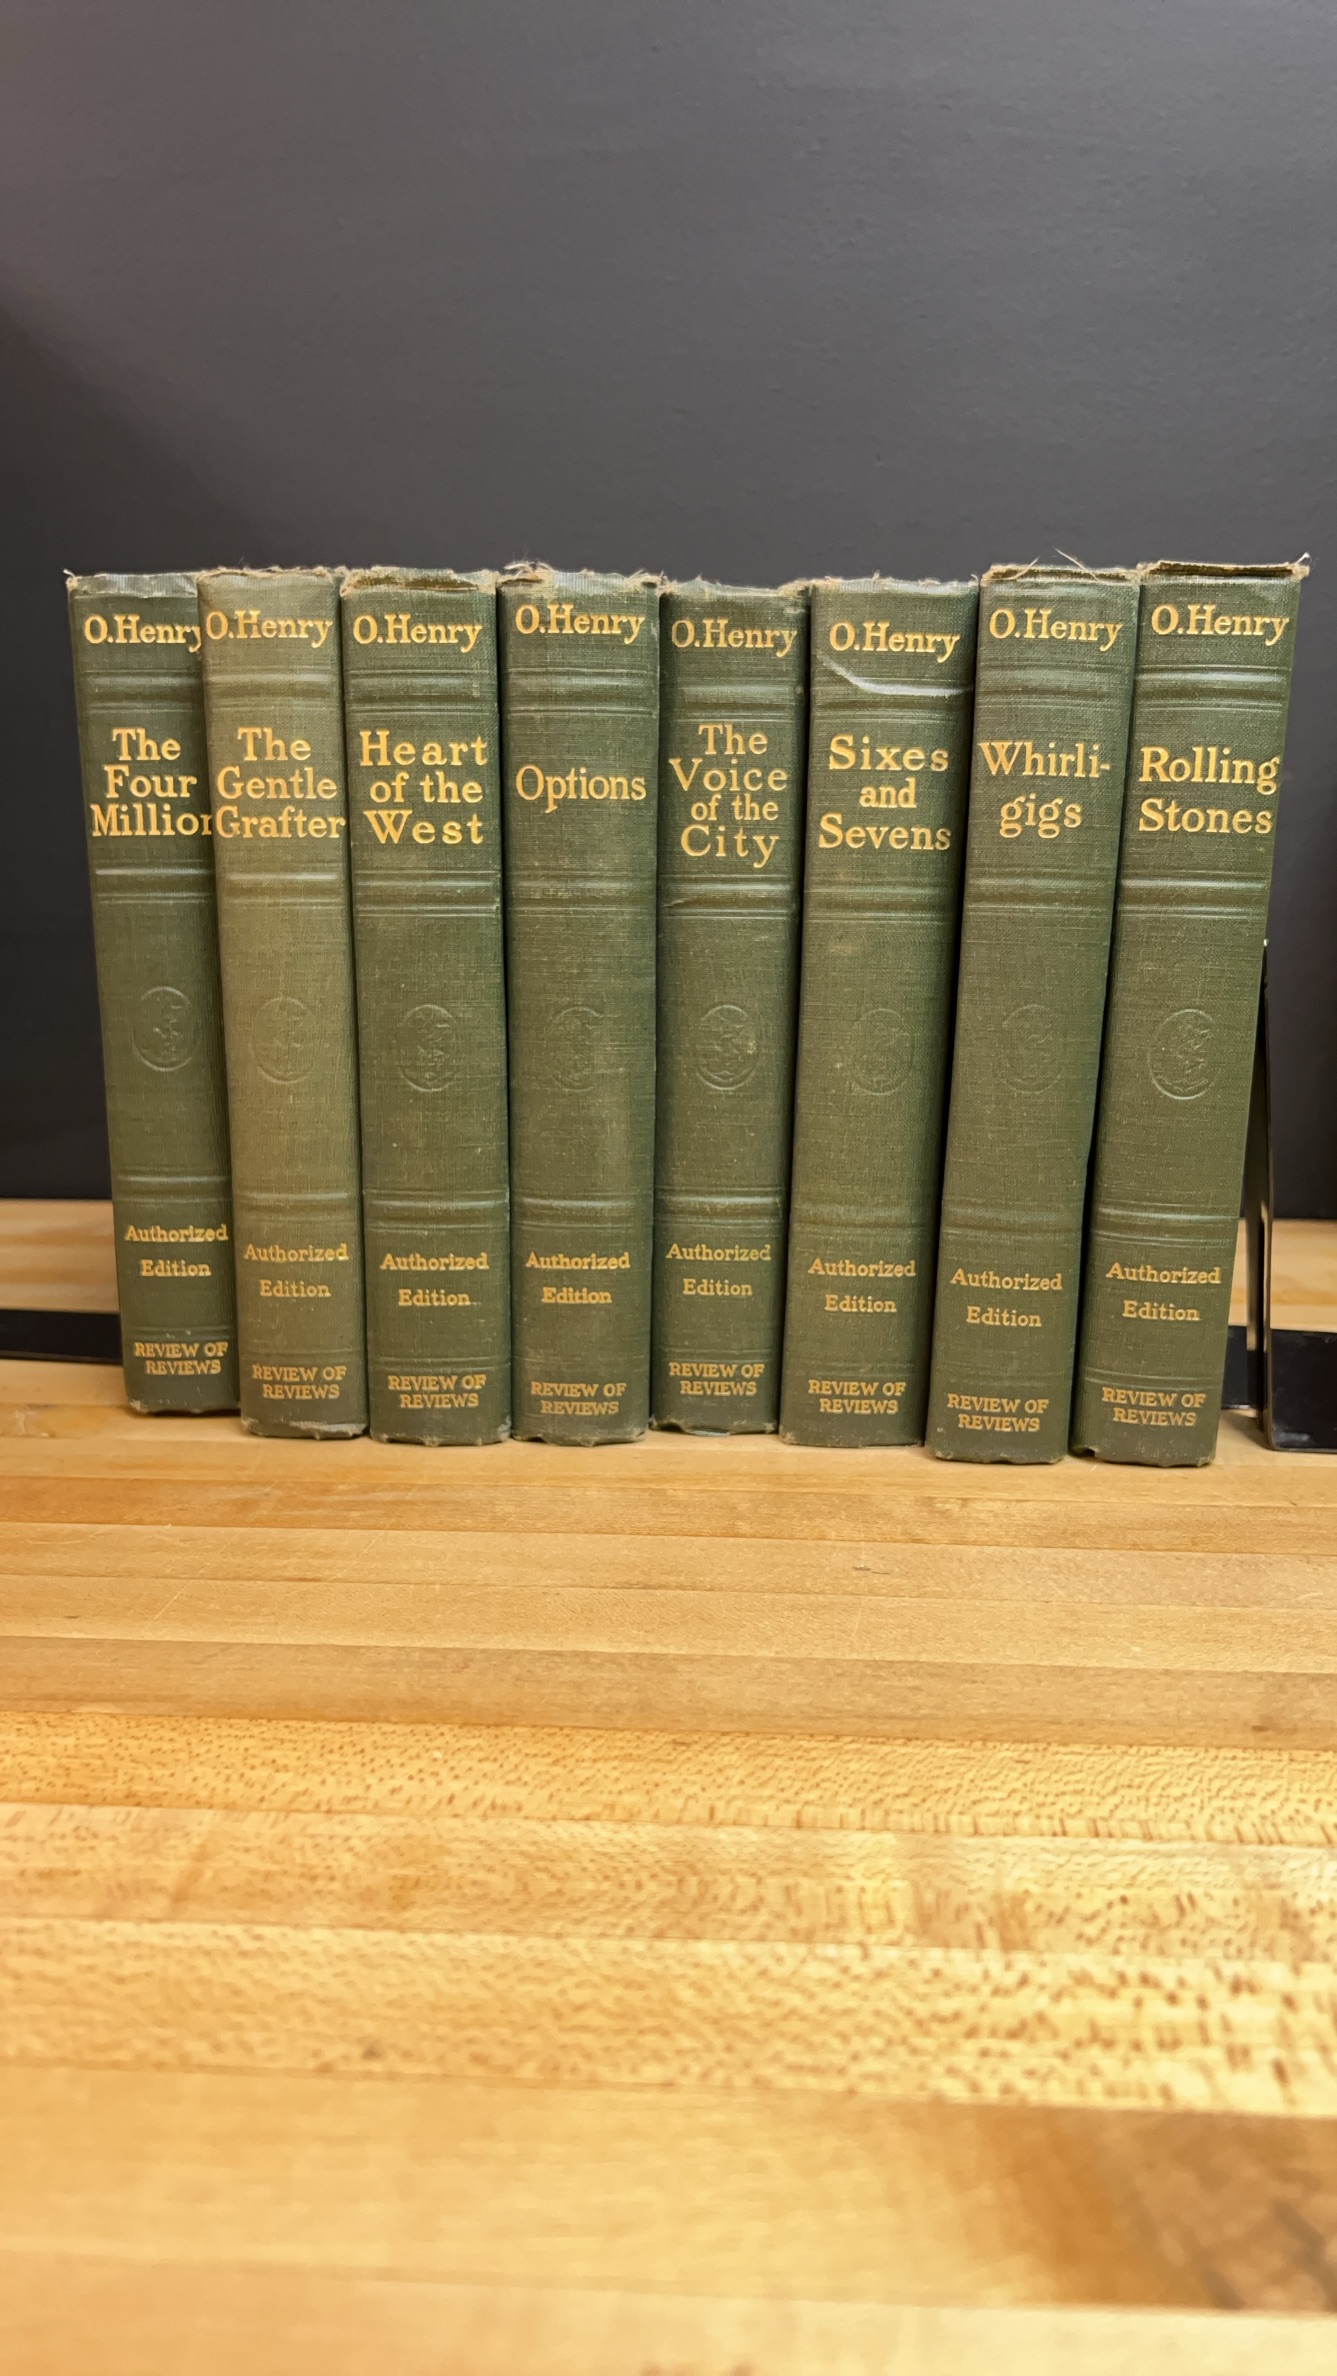 O.Henry
The
Four
Million
Authorized
Edition
REVIEW OF
REVIEWS
O.Henry
The
Gentle
Grafter
Authorized
Edition
REVIEW OF
REVIEWS
O.Henry
Heart
of the
West
Authorized
Edition
REVIEW OF
REVIEWS
O.Henry
Options
Authorized
Edition
REVIEW OF
REVIEWS
O.Henry
The
Voice
of the
City
Authorized
Edition
REVIEW OF
REVIEWS
O.Henry
Sixes
and
Sevens
Authorized
Edition
REVIEW OF
REVIEWS
O.Henry
Whirli-
gigs
Authorized
Edition
REVIEW OF
REVIEWS
O.Henry
Rolling
Stones
Authorized
Edition
REVIEW OF
REVIEWS